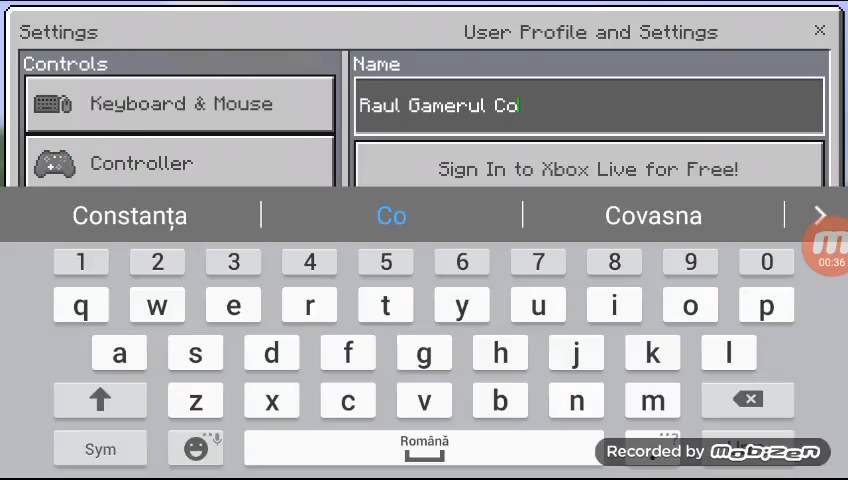 Settings
User Profile and Settings
Controls
Name
Keyboard & Mouse
Raul Gamerul Co
Controller
Sign In to Xbox Live for Free!
Constanța Co Covasna
00:36
1 2 3 4 5 6 7 8 9 0
q w e r t y u i o p
a s d f g h j k l
z x c v b n m
Sym Română
Recorded by mobizen